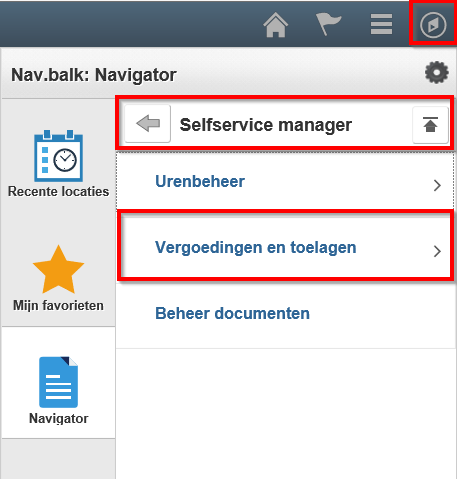 Nav.balk: Navigator
Selfservice manager
Recente locaties
Urenbeheer
Vergoedingen en toelagen
Mijn favorieten
Beheer documenten
Navigator